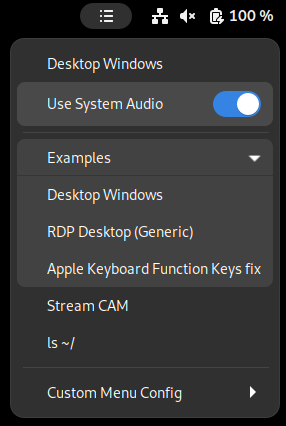 100 %
Desktop Windows
Use System Audio
Examples
Desktop Windows
RDP Desktop (Generic)
Apple Keyboard Function Keys fix
Stream CAM
ls ~/
Custom Menu Config